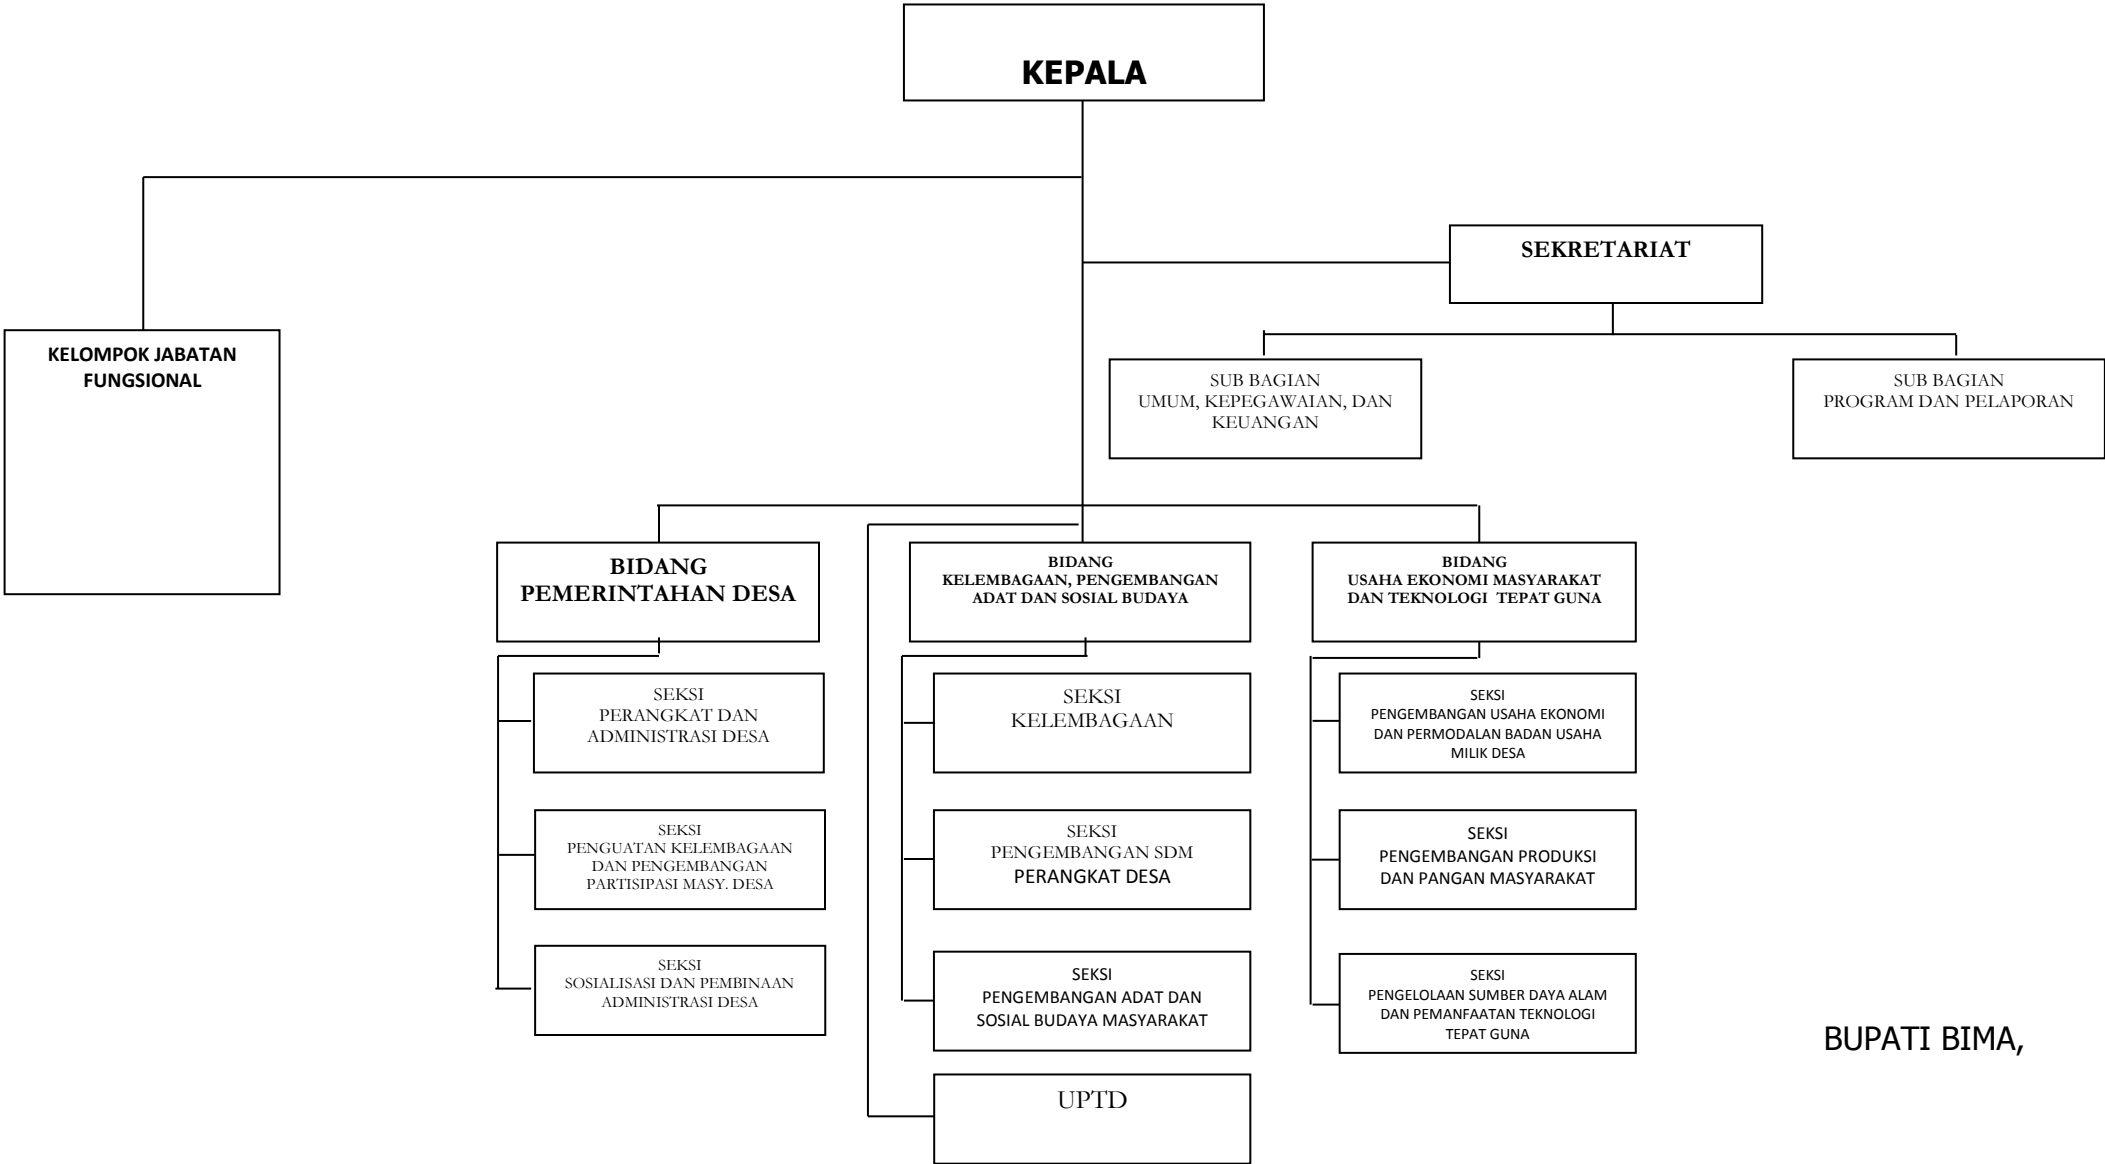 KEPALA
SEKRETARIAT
KELOMPOK JABATAN
FUNGSIONAL
SUB BAGIAN
UMUM, KEPEGAWAIAN, DAN
KEUANGAN
SUB BAGIAN
PROGRAM DAN PELAPORAN
BIDANG
PEMERINTAHAN DESA
BIDANG
KELEMBAGAAN, PENGEMBANGAN
ADAT DAN SOSIAL BUDAYA
BIDANG
USAHA EKONOMI MASYARAKAT
DAN TEKNOLOGI TEPAT GUNA
SEKSI
PERANGKAT DAN
ADMINISTRASI DESA
SEKSI
KELEMBAGAAN
SEKSI
PENGEMBANGAN USAHA EKONOMI
DAN PERMODALAN BADAN USAHA
MILIK DESA
SEKSI
PENGUATAN KELEMBAGAAN
DAN PENGEMBANGAN
PARTISIPASI MASY. DESA
SEKSI
PENGEMBANGAN SDM
PERANGKAT DESA
SEKSI
PENGEMBANGAN PRODUKSI
DAN PANGAN MASYARAKAT
SEKSI
SOSIALISASI DAN PEMBINAAN
ADMINISTRASI DESA
SEKSI
PENGEMBANGAN ADAT DAN
SOSIAL BUDAYA MASYARAKAT
SEKSI
PENGELOLAAN SUMBER DAYA ALAM
DAN PEMANFAATAN TEKNOLOGI
TEPAT GUNA
BUPATI BIMA,
UPTD